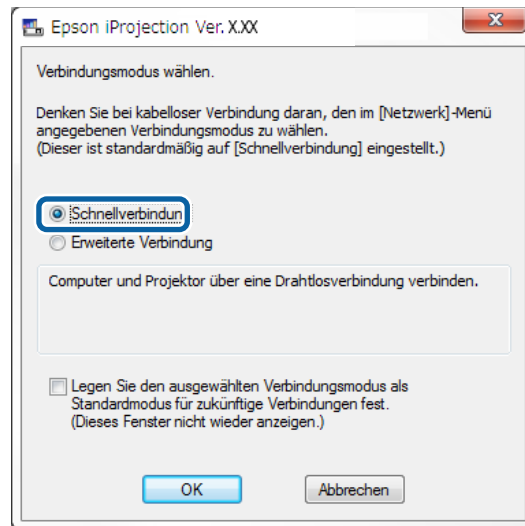 Epson iProjection Ver. X.XX
Verbindungsmodus wählen.
Denken Sie bei kabelloser Verbindung daran, den im [Netzwerk]-Menü
angegebenen Verbindungsmodus zu wählen.
(Dieser ist standardmäßig auf [Schnellverbindung] eingestellt.)
Schnellverbindun
Erweiterte Verbindung
Computer und Projektor über eine Drahtlosverbindung verbinden.
Legen Sie den ausgewählten Verbindungsmodus als
Standardmodus für zukünftige Verbindungen fest.
(Dieses Fenster nicht wieder anzeigen.)
OK Abbrechen